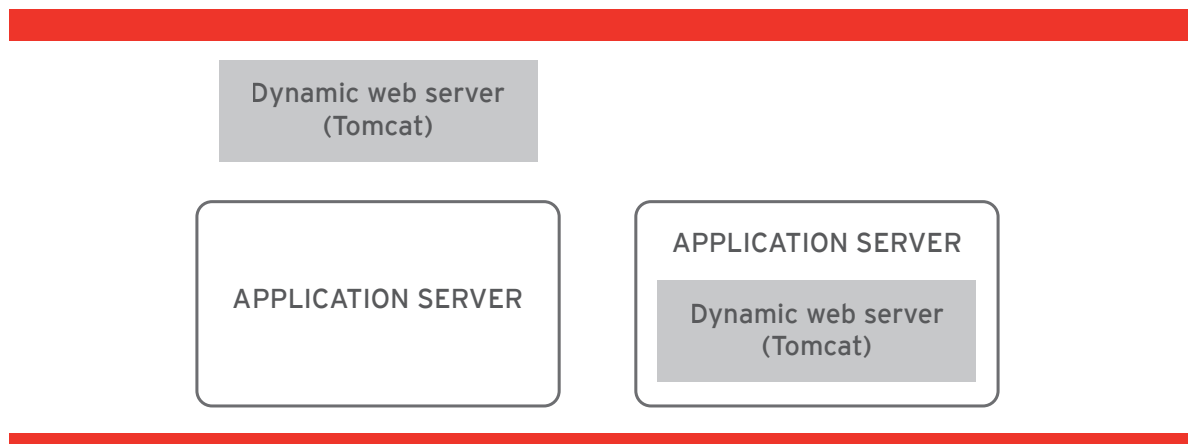 Dynamic web server
(Tomcat)
APPLICATION SERVER
APPLICATION SERVER
Dynamic web server
(Tomcat)